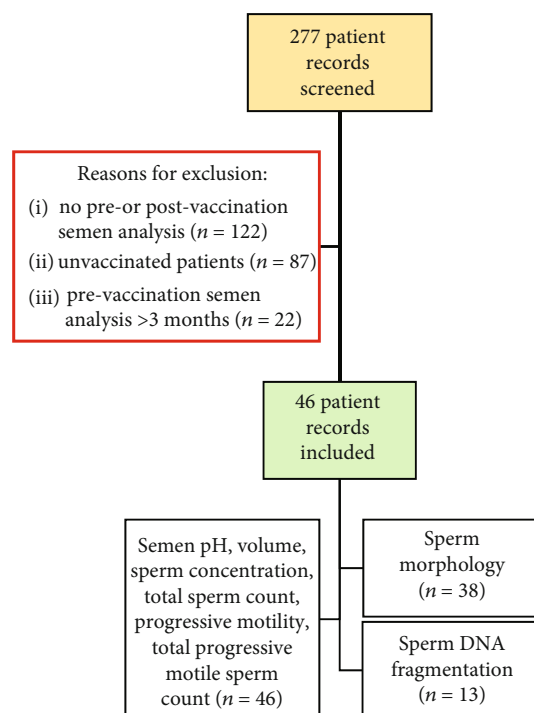 277 patient
records
screened
Reasons for exclusion:
(i) no pre-or post-vaccination
semen analysis (n = 122)
(ii) unvaccinated patients (n = 87)
(iii) pre-vaccination semen
analysis >3 months (n = 22)
46 patient
records
included
Semen pH, volume,
sperm concentration,
total sperm count,
progressive motility,
total progressive
motile sperm
count (n = 46)
Sperm
morphology
(n = 38)
Sperm DNA
fragmentation
(n = 13)